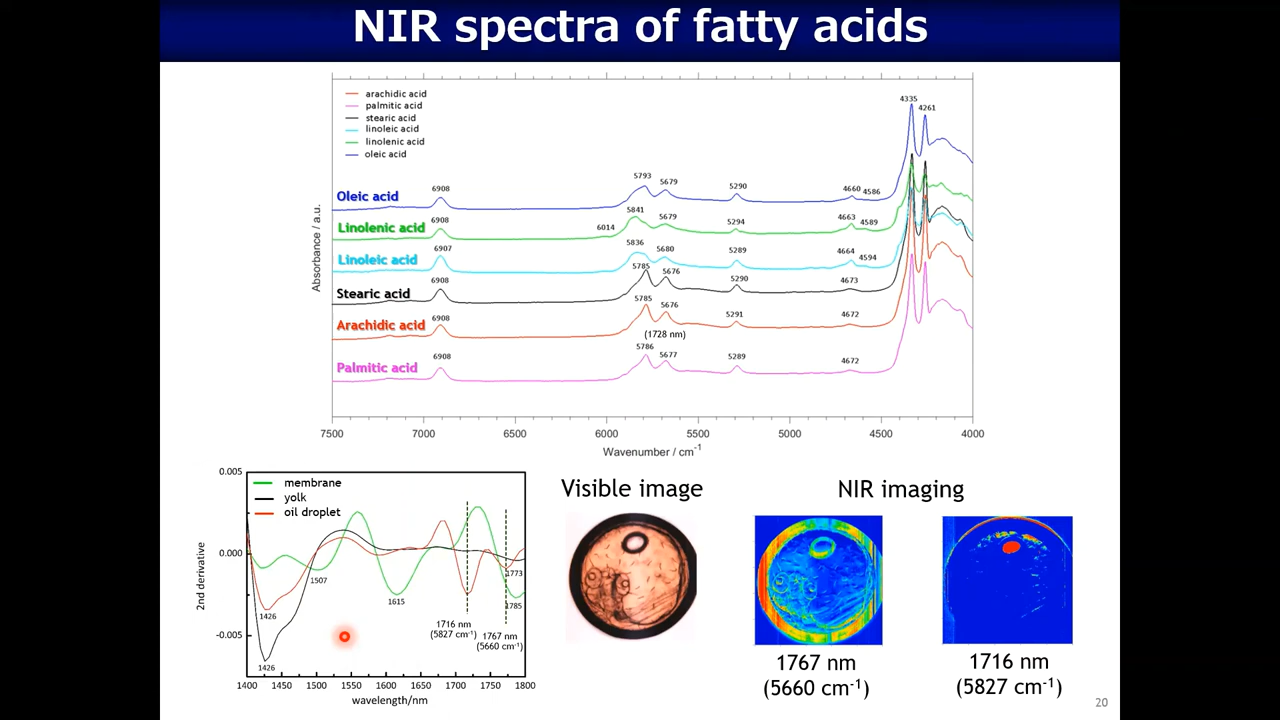 NIR spectra of fatty acids
arachidic acid
palmitic acid
stearic acid
linoleic acid
linolenic acid
oleic acid
4335
4261
Oleic acid
6908
5793
5679
5290
4660
4586
Linolenic acid
6908
6014
5841
5679
5294
4663
4589
Linoleic acid
6907
5836
5680
5289
4664
4594
Stearic acid
6908
5785
5676
5290
4673
Arachidic acid
6908
5785
5676
5291
4672
(1728 nm)
Palmitic acid
6908
5786
5677
5289
4672
Absorbance / a.u.
7500 7000 6500 6000 5500 5000 4500 4000
Wavenumber / cm⁻¹
0.005
0.000
-0.005
2nd derivative
membrane
yolk
oil droplet
1507
1615
1426
1426
1773
1785
1716 nm
(5827 cm⁻¹)
1767 nm
(5660 cm⁻¹)
1400 1450 1500 1550 1600 1650 1700 1750 1800
wavelength/nm
Visible image
NIR imaging
1767 nm
(5660 cm⁻¹)
1716 nm
(5827 cm⁻¹)
20